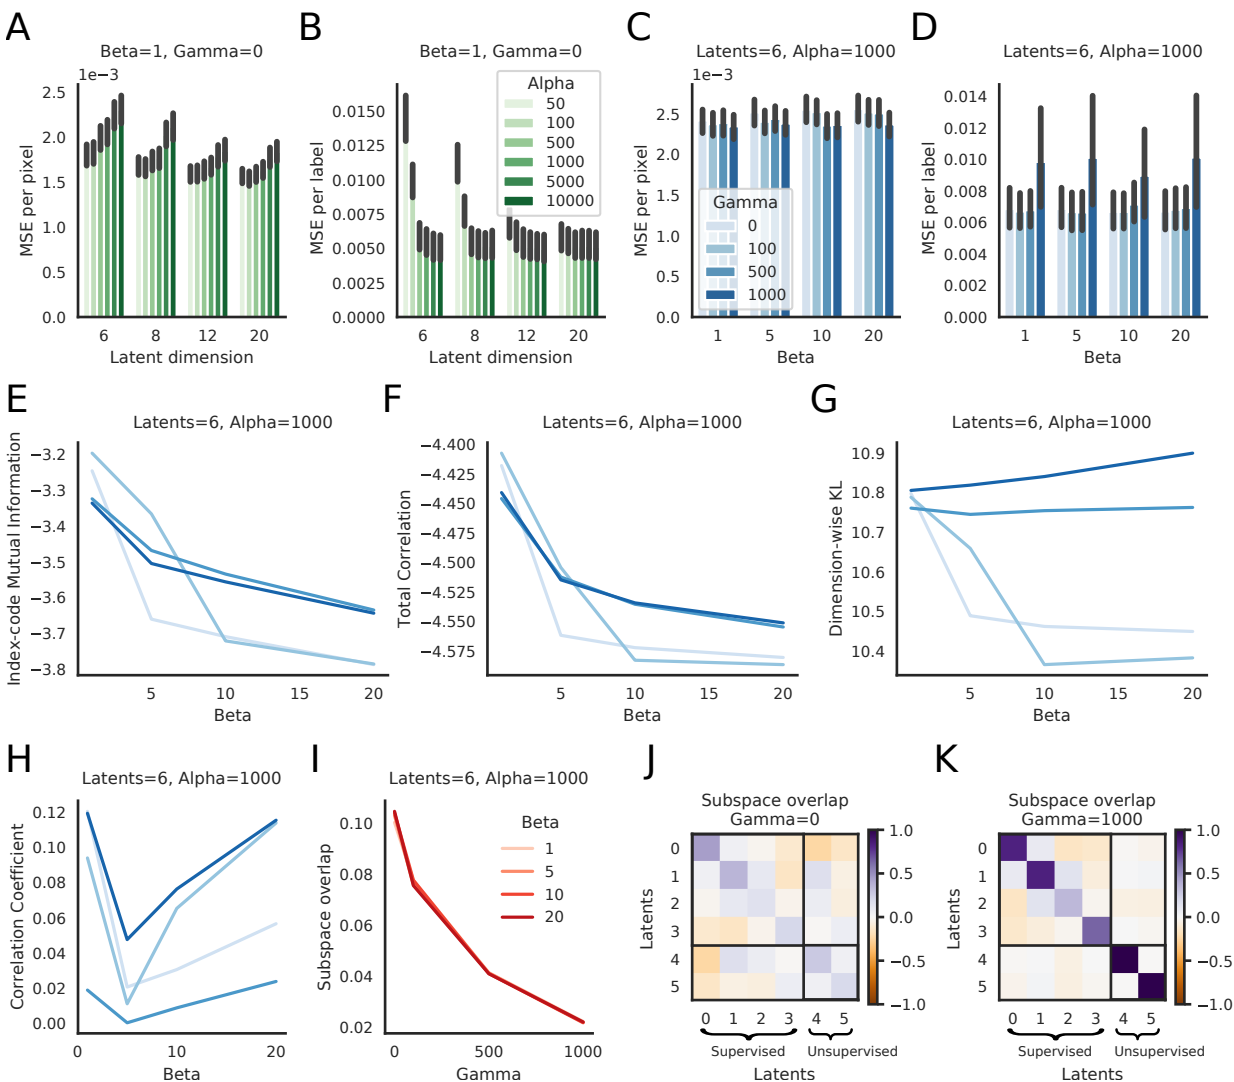 A
Beta=1, Gamma=0
1e−3
MSE per pixel
2.5
2.0
1.5
1.0
0.5
0.0
6 8 12 20
Latent dimension
B
Beta=1, Gamma=0
MSE per label
0.0150
0.0125
0.0100
0.0075
0.0050
0.0025
0.0000
Alpha
50
100
500
1000
5000
10000
6 8 12 20
Latent dimension
C
Latents=6, Alpha=1000
1e−3
MSE per pixel
2.5
2.0
1.5
1.0
0.5
0.0
Gamma
0
100
500
1000
1 5 10 20
Beta
D
Latents=6, Alpha=1000
MSE per label
0.014
0.012
0.010
0.008
0.006
0.004
0.002
0.000
1 5 10 20
Beta
E
Latents=6, Alpha=1000
Index-code Mutual Information
−3.2
−3.3
−3.4
−3.5
−3.6
−3.7
−3.8
5 10 15 20
Beta
F
Latents=6, Alpha=1000
Total Correlation
−4.400
−4.425
−4.450
−4.475
−4.500
−4.525
−4.550
−4.575
5 10 15 20
Beta
G
Latents=6, Alpha=1000
Dimension-wise KL
10.9
10.8
10.7
10.6
10.5
10.4
5 10 15 20
Beta
H
Latents=6, Alpha=1000
Correlation Coefficient
0.12
0.10
0.08
0.06
0.04
0.02
0.00
0 10 20
Beta
I
Latents=6, Alpha=1000
Subspace overlap
0.10
0.08
0.06
0.04
0.02
Beta
1
5
10
20
0 500 1000
Gamma
J
Subspace overlap
Gamma=0
Latents
0
1
2
3
4
5
1.0
0.5
0.0
−0.5
−1.0
0 1 2 3 4 5
Supervised Unsupervised
Latents
K
Subspace overlap
Gamma=1000
Latents
0
1
2
3
4
5
1.0
0.5
0.0
−0.5
−1.0
0 1 2 3 4 5
Supervised Unsupervised
Latents